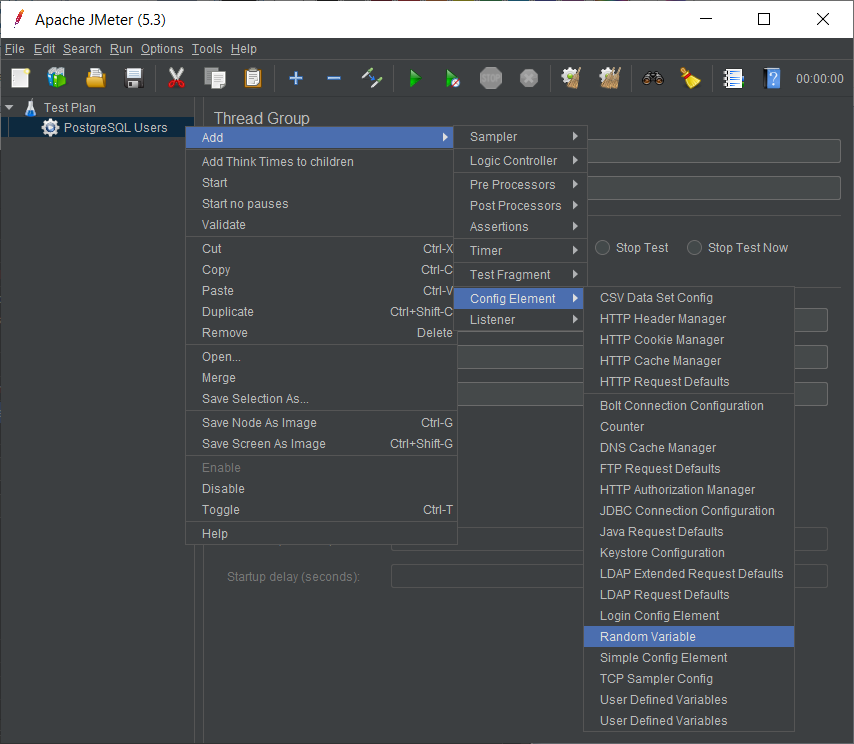 Apache JMeter (5.3)
File Edit Search Run Options Tools Help
STOP
00:00:00
Test Plan
PostgreSQL Users
Thread Group
Add
Add Think Times to children
Start
Start no pauses
Validate
Cut Ctrl-X
Copy Ctrl-C
Paste Ctrl-V
Duplicate Ctrl+Shift-C
Remove Delete
Open...
Merge
Save Selection As...
Save Node As Image Ctrl-G
Save Screen As Image Ctrl+Shift-G
Enable
Disable
Toggle Ctrl-T
Help
Startup delay (seconds):
Sampler
Logic Controller
Pre Processors
Post Processors
Assertions
Timer
Test Fragment
Config Element
Listener
Stop Test Stop Test Now
CSV Data Set Config
HTTP Header Manager
HTTP Cookie Manager
HTTP Cache Manager
HTTP Request Defaults
Bolt Connection Configuration
Counter
DNS Cache Manager
FTP Request Defaults
HTTP Authorization Manager
JDBC Connection Configuration
Java Request Defaults
Keystore Configuration
LDAP Extended Request Defaults
LDAP Request Defaults
Login Config Element
Random Variable
Simple Config Element
TCP Sampler Config
User Defined Variables
User Defined Variables